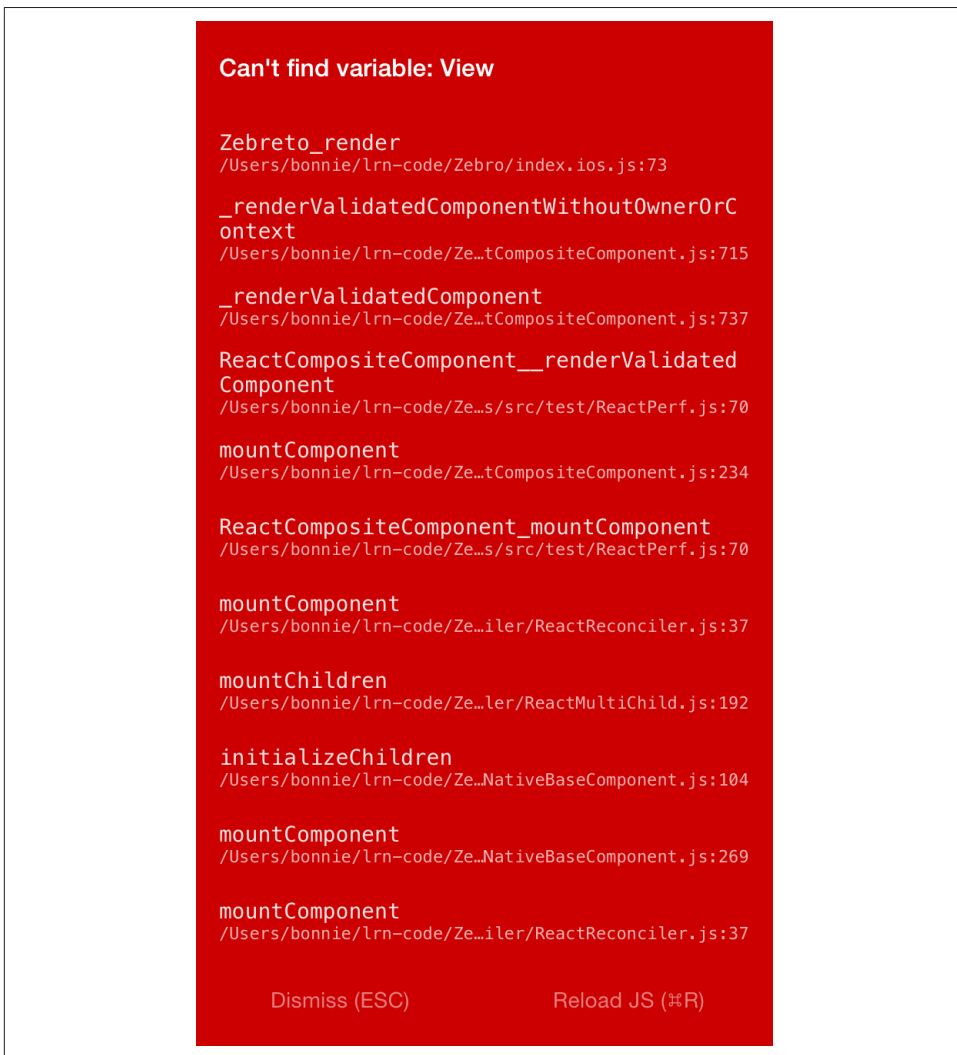 Can't find variable: View
Zebreto_render
/Users/bonnie/lrn-code/Zebro/index.ios.js:73
_renderValidatedComponentWithoutOwnerOrC
ontext
/Users/bonnie/lrn-code/Ze…tCompositeComponent.js:715
_renderValidatedComponent
/Users/bonnie/lrn-code/Ze…tCompositeComponent.js:737
ReactCompositeComponent__renderValidated
Component
/Users/bonnie/lrn-code/Ze…s/src/test/ReactPerf.js:70
mountComponent
/Users/bonnie/lrn-code/Ze…tCompositeComponent.js:234
ReactCompositeComponent_mountComponent
/Users/bonnie/lrn-code/Ze…s/src/test/ReactPerf.js:70
mountComponent
/Users/bonnie/lrn-code/Ze…iler/ReactReconciler.js:37
mountChildren
/Users/bonnie/lrn-code/Ze…ler/ReactMultiChild.js:192
initializeChildren
/Users/bonnie/lrn-code/Ze…NativeBaseComponent.js:104
mountComponent
/Users/bonnie/lrn-code/Ze…NativeBaseComponent.js:269
mountComponent
/Users/bonnie/lrn-code/Ze…iler/ReactReconciler.js:37
Dismiss (ESC) Reload JS (⌘R)